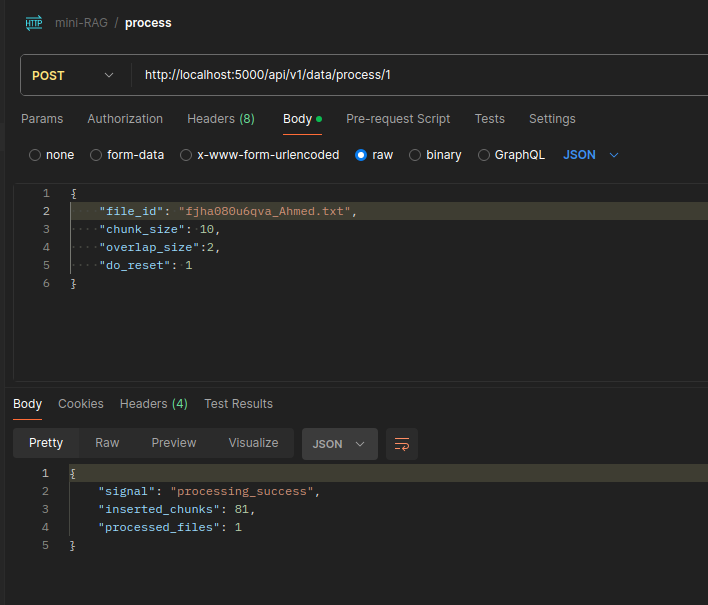 HTTP mini-RAG / process
POST http://localhost:5000/api/v1/data/process/1
Params Authorization Headers (8) Body Pre-request Script Tests Settings
none form-data x-www-form-urlencoded raw binary GraphQL JSON
1 {
2 "file_id": "fjha080u6qva_Ahmed.txt",
3 "chunk_size": 10,
4 "overlap_size":2,
5 "do_reset": 1
6 }
Body Cookies Headers (4) Test Results
Pretty Raw Preview Visualize JSON
1 {
2 "signal": "processing_success",
3 "inserted_chunks": 81,
4 "processed_files": 1
5 }